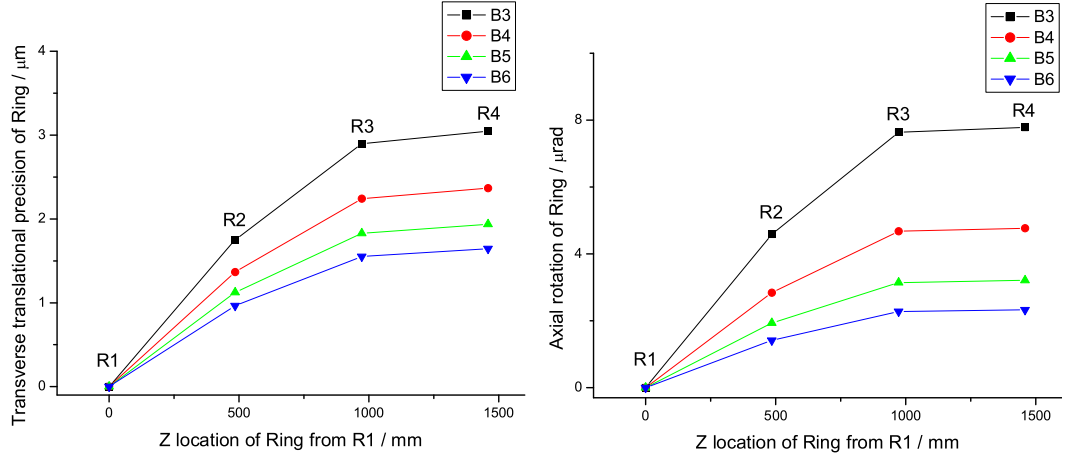 B3
B4
B5
B6
Transverse translational precision of Ring / μm
4
3
2
1
0
R1
R2
R3
R4
0
500
1000
1500
Z location of Ring from R1 / mm
B3
B4
B5
B6
Axial rotation of Ring / μrad
8
4
0
R1
R2
R3
R4
0
500
1000
1500
Z location of Ring from R1 / mm